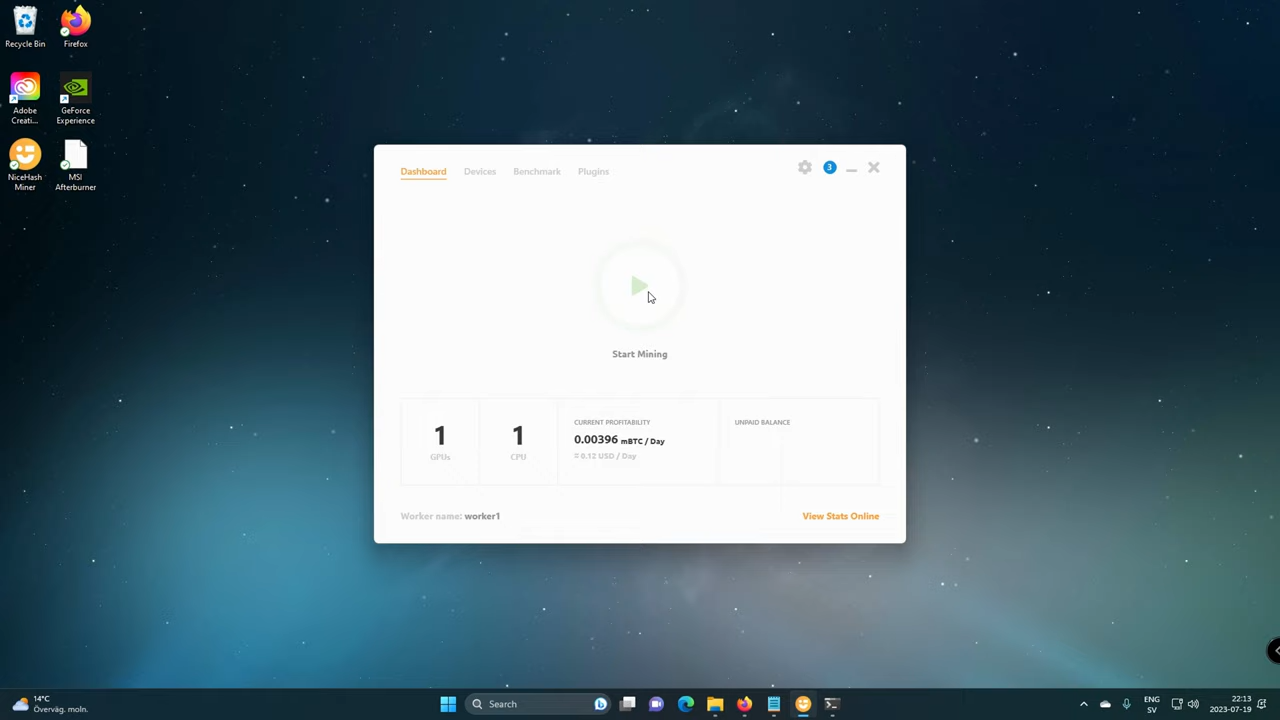 Recycle Bin
Firefox
Adobe
Creati...
GeForce
Experience
NiceHash
Miner
MSI
Afterburner
Dashboard
Devices
Benchmark
Plugins
3
Start Mining
1
GPUs
1
CPU
CURRENT PROFITABILITY
0.00396 mBTC / Day
= 0.12 USD / Day
UNPAID BALANCE
Worker name: worker1
View Stats Online
14°C
Överväg. moln.
Search
ENG
SV
22:13
2023-07-19